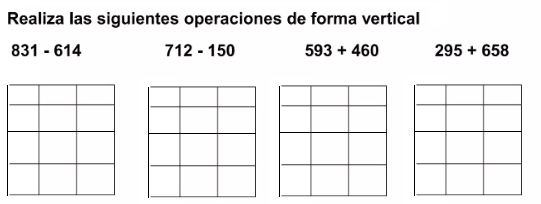 Realiza las siguientes operaciones de forma vertical
831 - 614 712 - 150 593 + 460 295 + 658